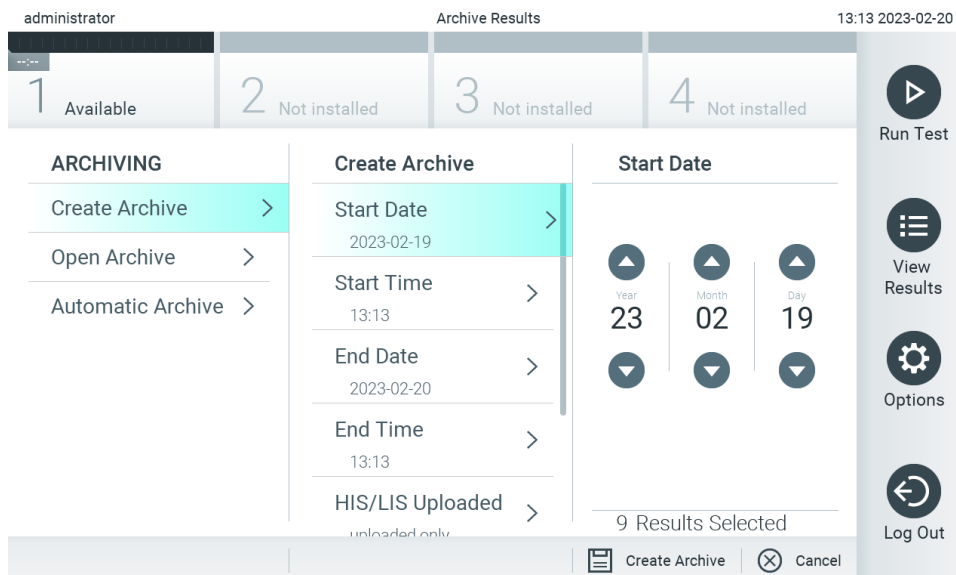 administrator Archive Results 13:13 2023-02-20
--:--
1 Available 2 Not installed 3 Not installed 4 Not installed
Run Test
ARCHIVING
Create Archive
Open Archive
Automatic Archive
Create Archive
Start Date
2023-02-19
Start Time
13:13
End Date
2023-02-20
End Time
13:13
HIS/LIS Uploaded
uploaded only
Start Date
Year Month Day
23 02 19
9 Results Selected
View
Results
Options
Log Out
Create Archive Cancel